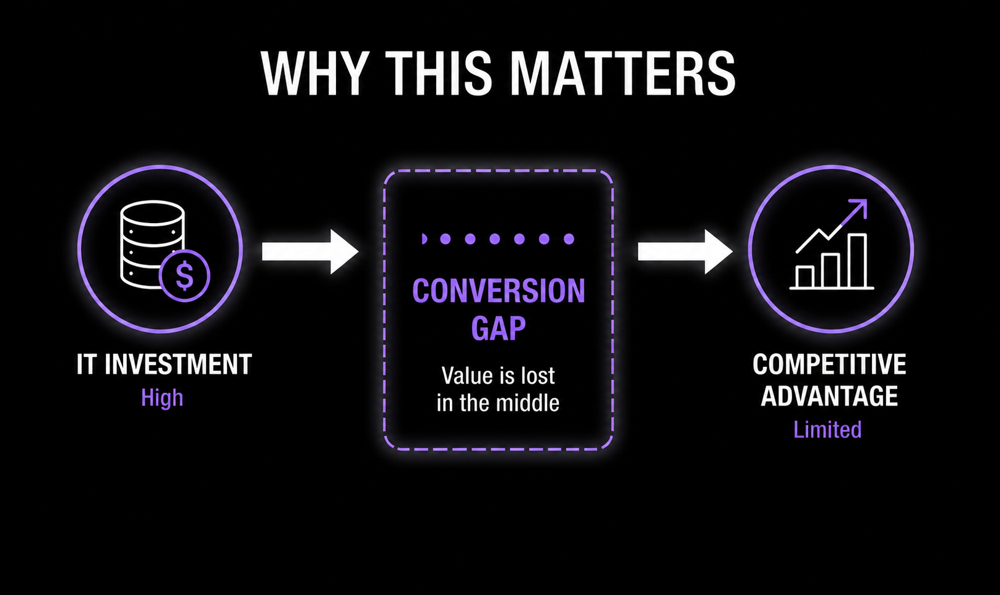 WHY THIS MATTERS
$
CONVERSION
GAP
Value is lost
in the middle
IT INVESTMENT
High
COMPETITIVE
ADVANTAGE
Limited